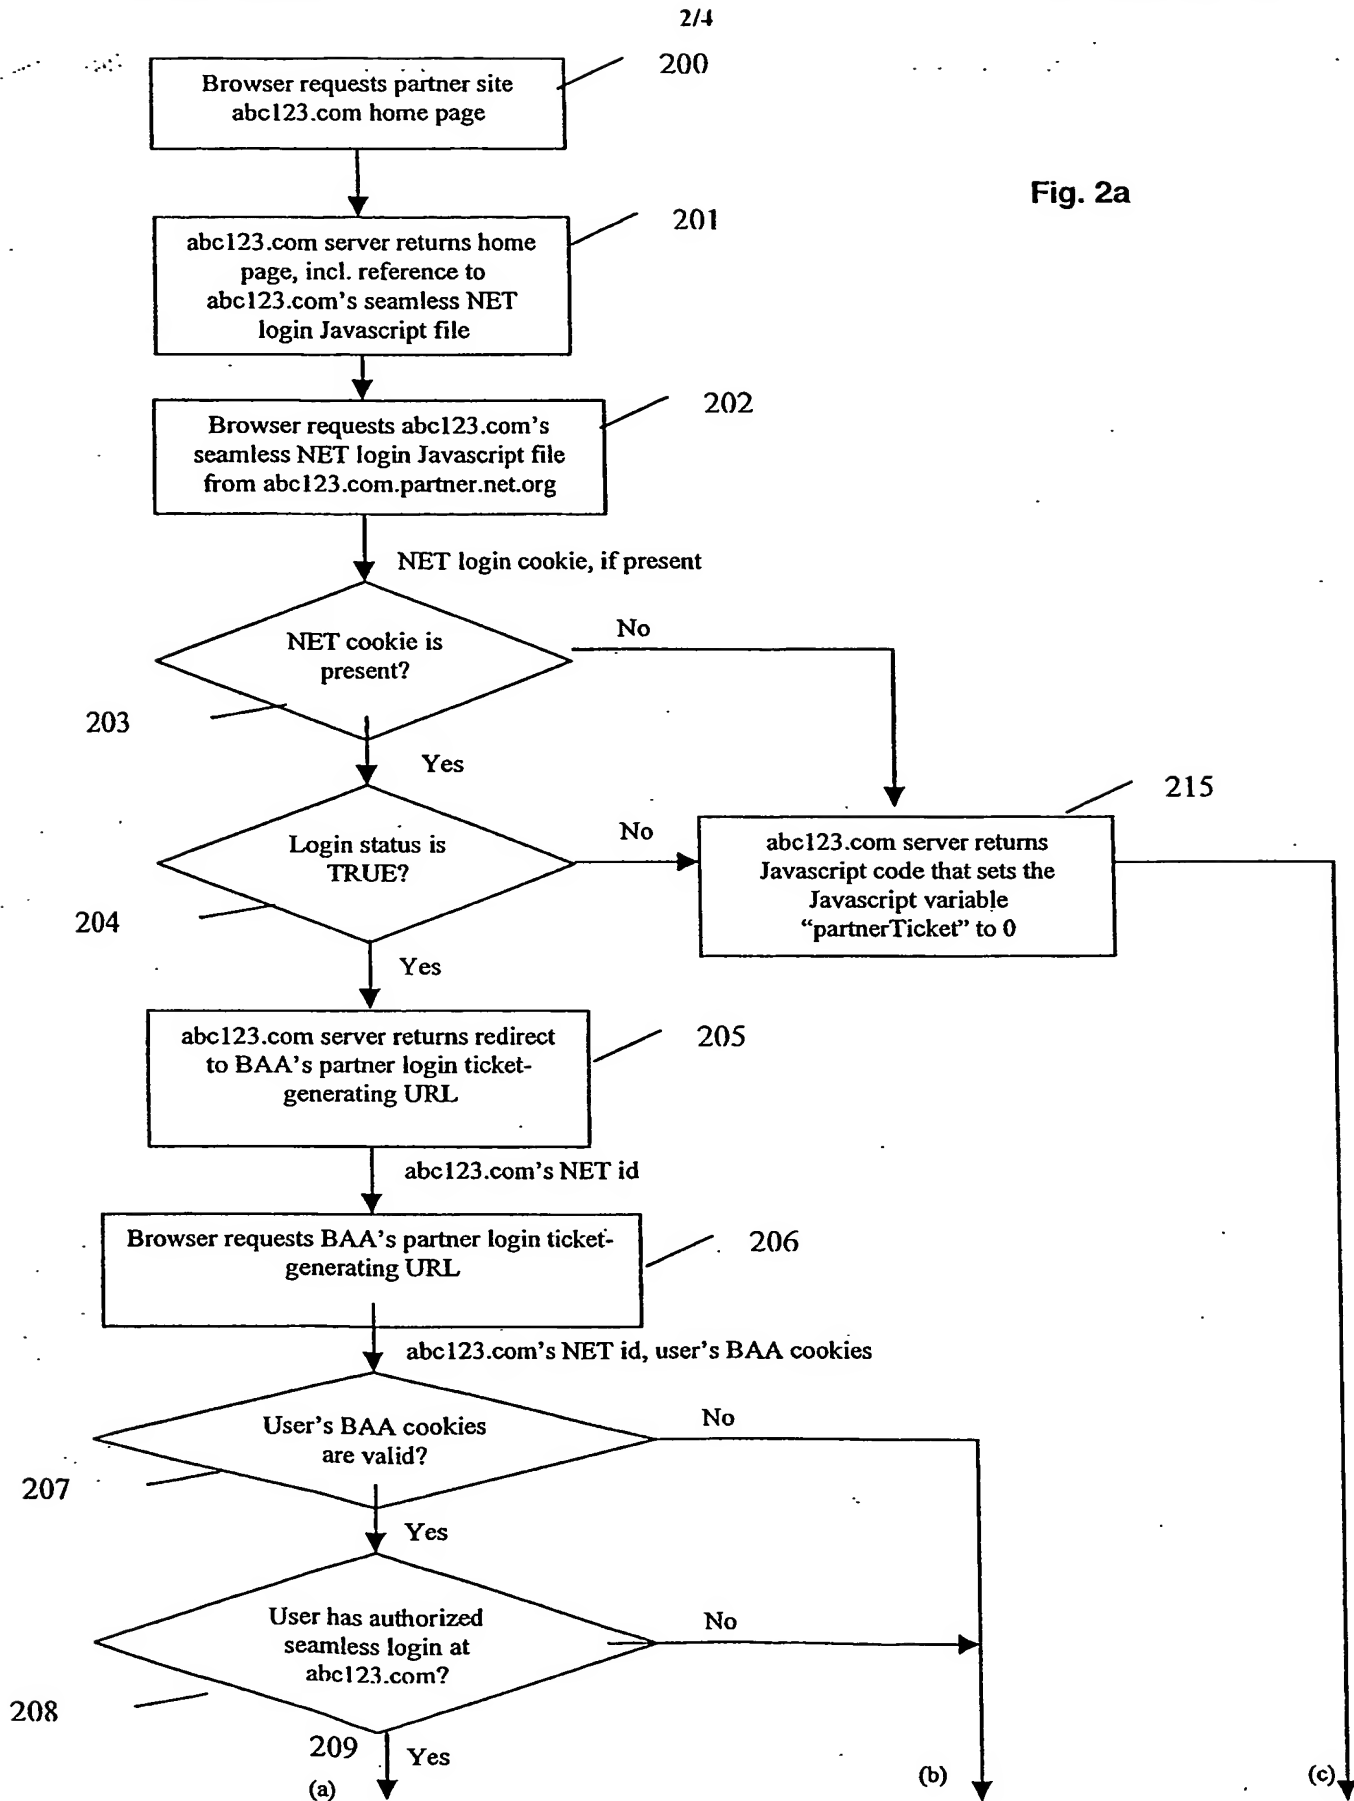 2/4
200
Browser requests partner site
abc123.com home page
Fig. 2a
201
abc123.com server returns home
page, incl. reference to
abc123.com's seamless NET
login Javascript file
202
Browser requests abc123.com's
seamless NET login Javascript file
from abc123.com.partner.net.org
NET login cookie, if present
No
NET cookie is
present?
203
Yes
215
No
Login status is
TRUE?
abc123.com server returns
Javascript code that sets the
Javascript variable
“partnerTicket” to 0
204
Yes
205
abc123.com server returns redirect
to BAA's partner login ticket-
generating URL
abc123.com's NET id
206
Browser requests BAA's partner login ticket-
generating URL
abc123.com's NET id, user's BAA cookies
No
User's BAA cookies
are valid?
207
Yes
No
User has authorized
seamless login at
abc123.com?
208
209
Yes
(a)
(b)
(c)